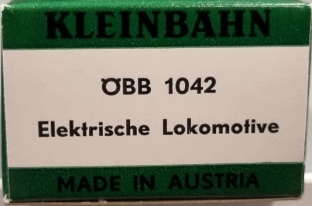 KLEINBAHN
ÖBB 1042
Elektrische Lokomotive
MADE IN AUSTRIA